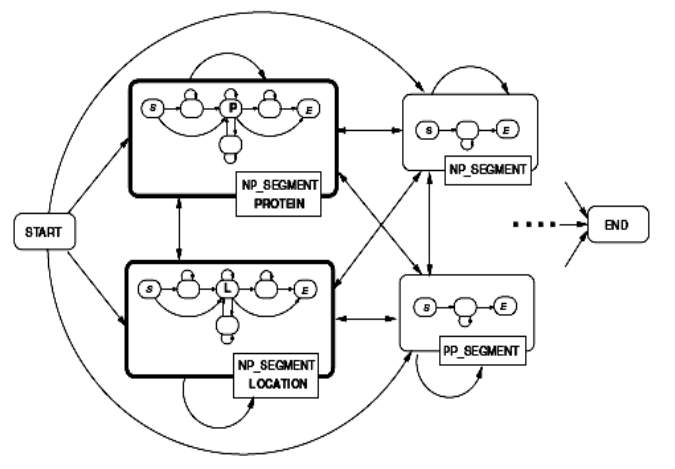 S P E
NP_SEGMENT
PROTEIN
S E
NP_SEGMENT
START
END
S L E
NP_SEGMENT
LOCATION
S E
PP_SEGMENT